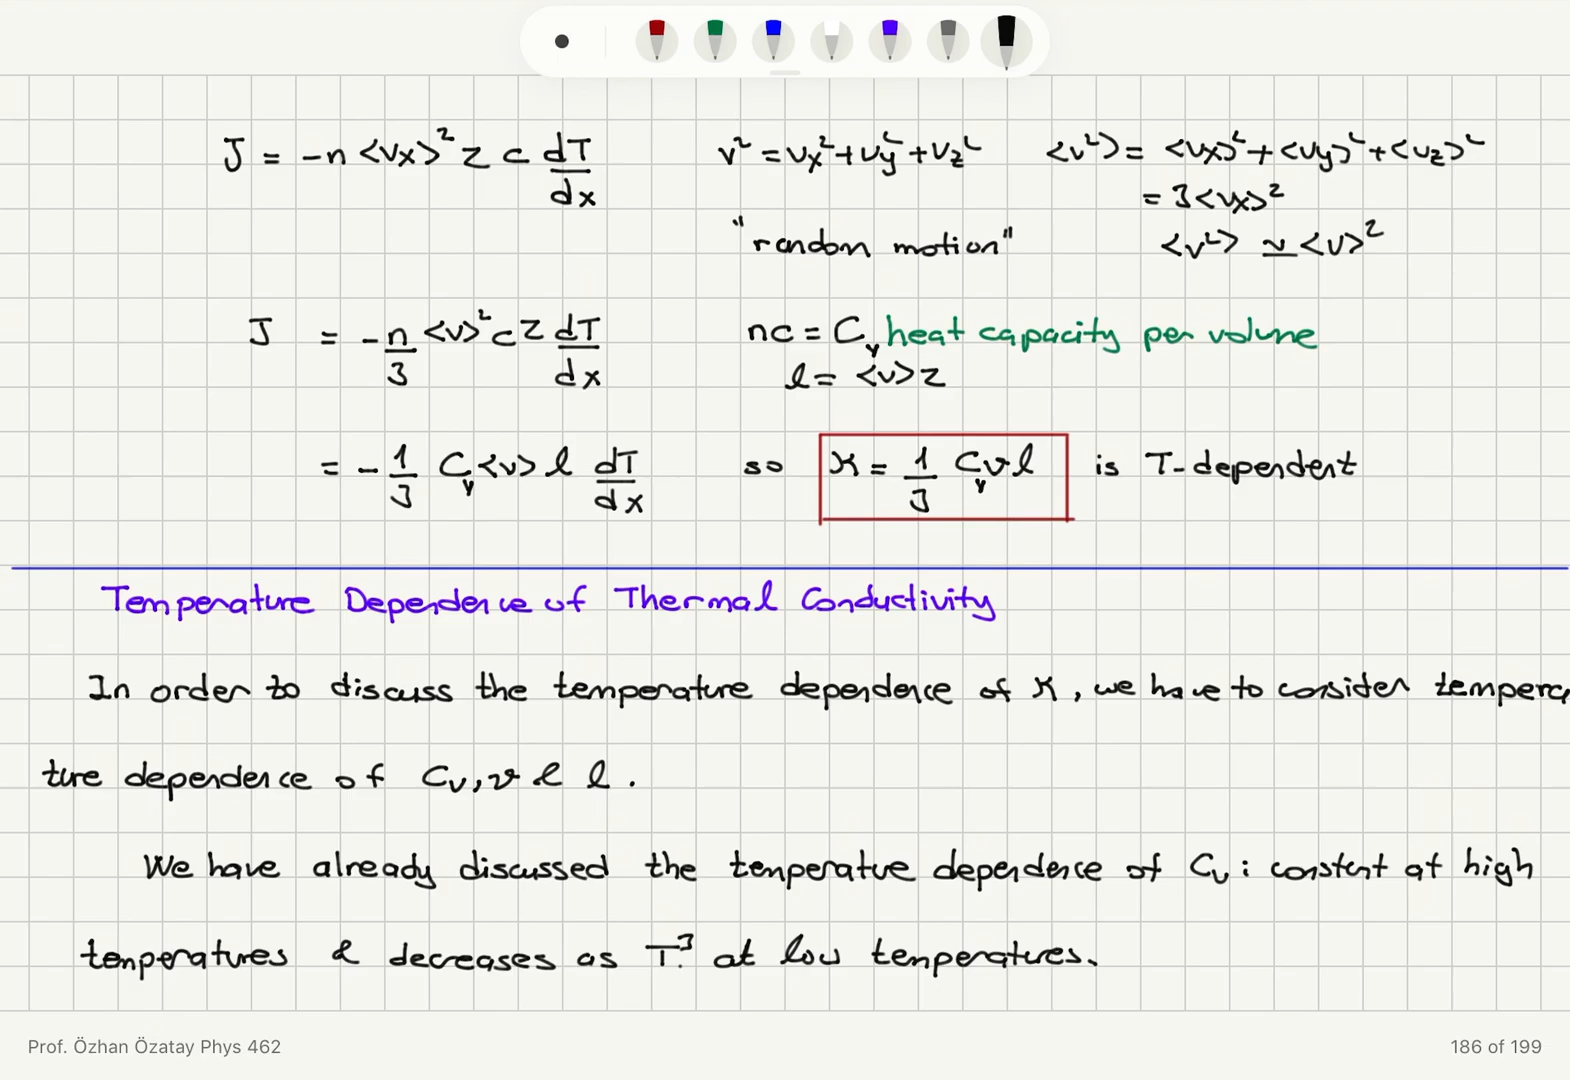 J = -n <vx>² τ c dT/dx v² = vx² + vy² + vz² <v²> = <vx>² + <vy>² + <vz>²
= 3<vx>²
"random motion" <v²> ≃ <v>²
J = -n/3 <v>² c τ dT/dx nc = Cv heat capacity per volume
l = <v>τ
= -1/3 Cv <v> l dT/dx so K = 1/3 Cv v l is T-dependent
Temperature Dependence of Thermal Conductivity
In order to discuss the temperature dependence of K, we have to consider tempera
ture dependence of Cv, v & l.
We have already discussed the temperatue dependence of Cv : constant at high
temperatures & decreases as T³ at low temperatures.
Prof. Özhan Özatay Phys 462 186 of 199